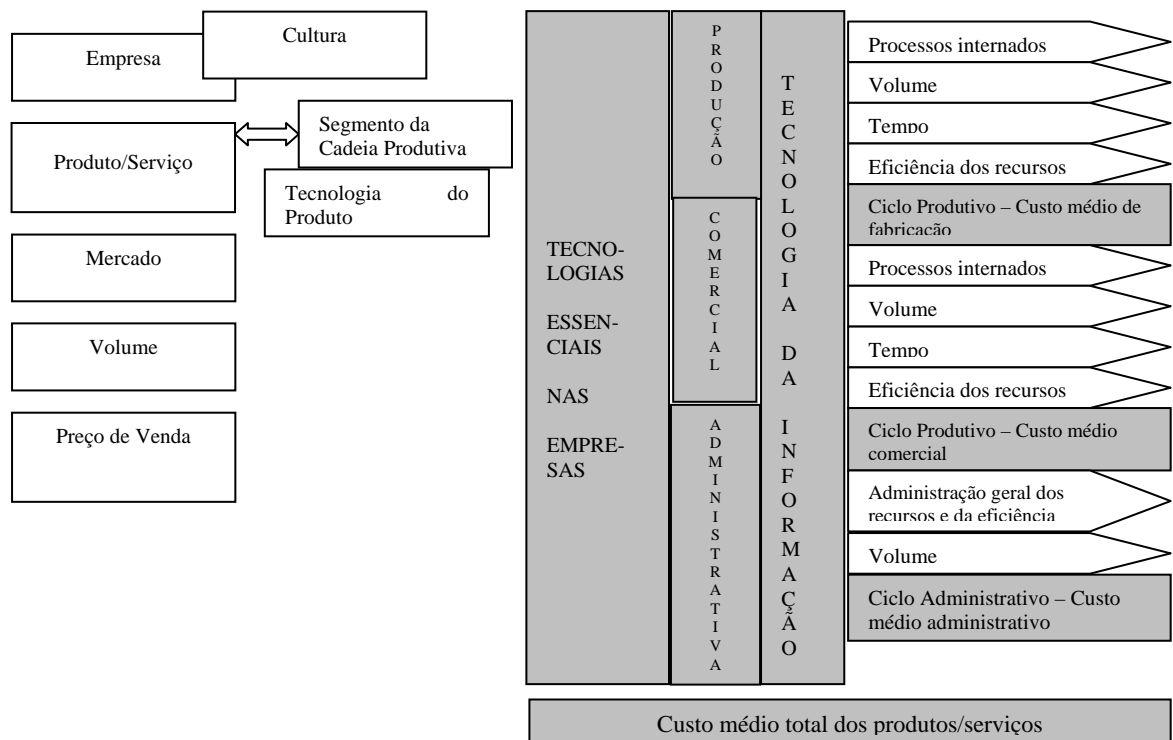 Cultura
Empresa
Produto/Serviço
Segmento da
Cadeia Produtiva
Tecnologia do
Produto
Mercado
Volume
Preço de Venda
TECNO-
LOGIAS
ESSEN-
CIAIS
NAS
EMPRE-
SAS
PRODUÇÃO
COMERCIAL
ADMINISTRATIVA
TECNOLOGIA DA INFORMAÇÃO
Processos internados
Volume
Tempo
Eficiência dos recursos
Ciclo Produtivo – Custo médio de
fabricação
Processos internados
Volume
Tempo
Eficiência dos recursos
Ciclo Produtivo – Custo médio
comercial
Administração geral dos
recursos e da eficiência
Volume
Ciclo Administrativo – Custo
médio administrativo
Custo médio total dos produtos/serviços